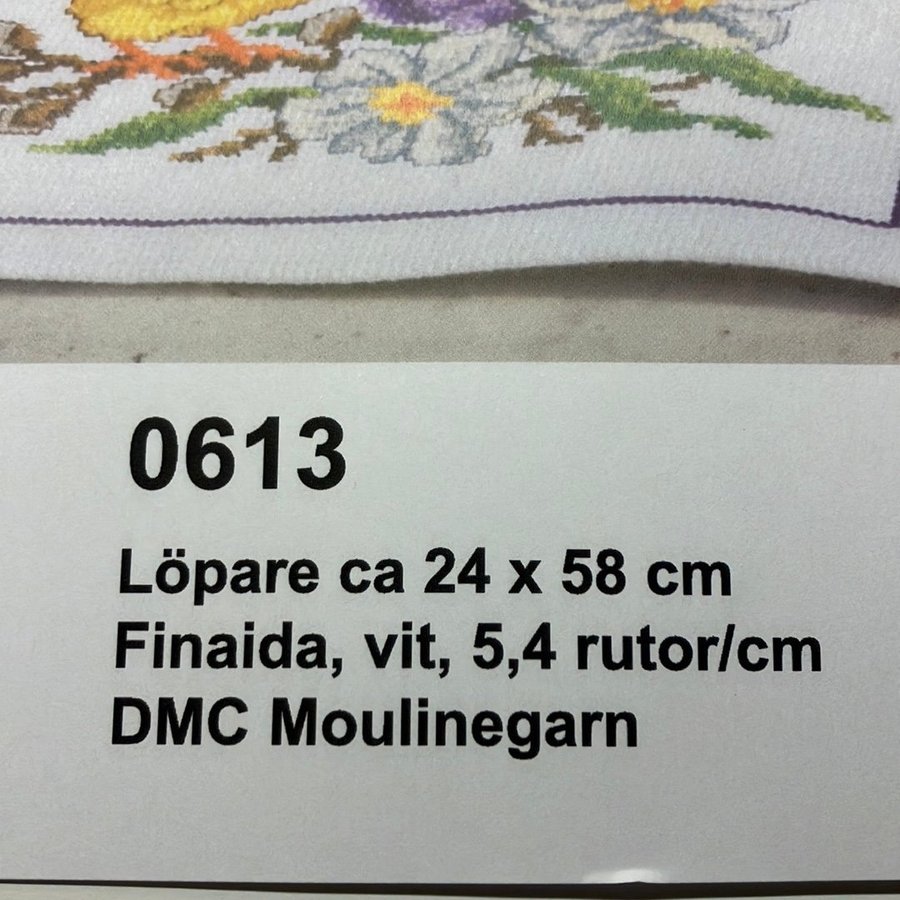 0613
Löpare ca 24 x 58 cm
Finaida, vit, 5,4 rutor/cm
DMC Moulinegarn